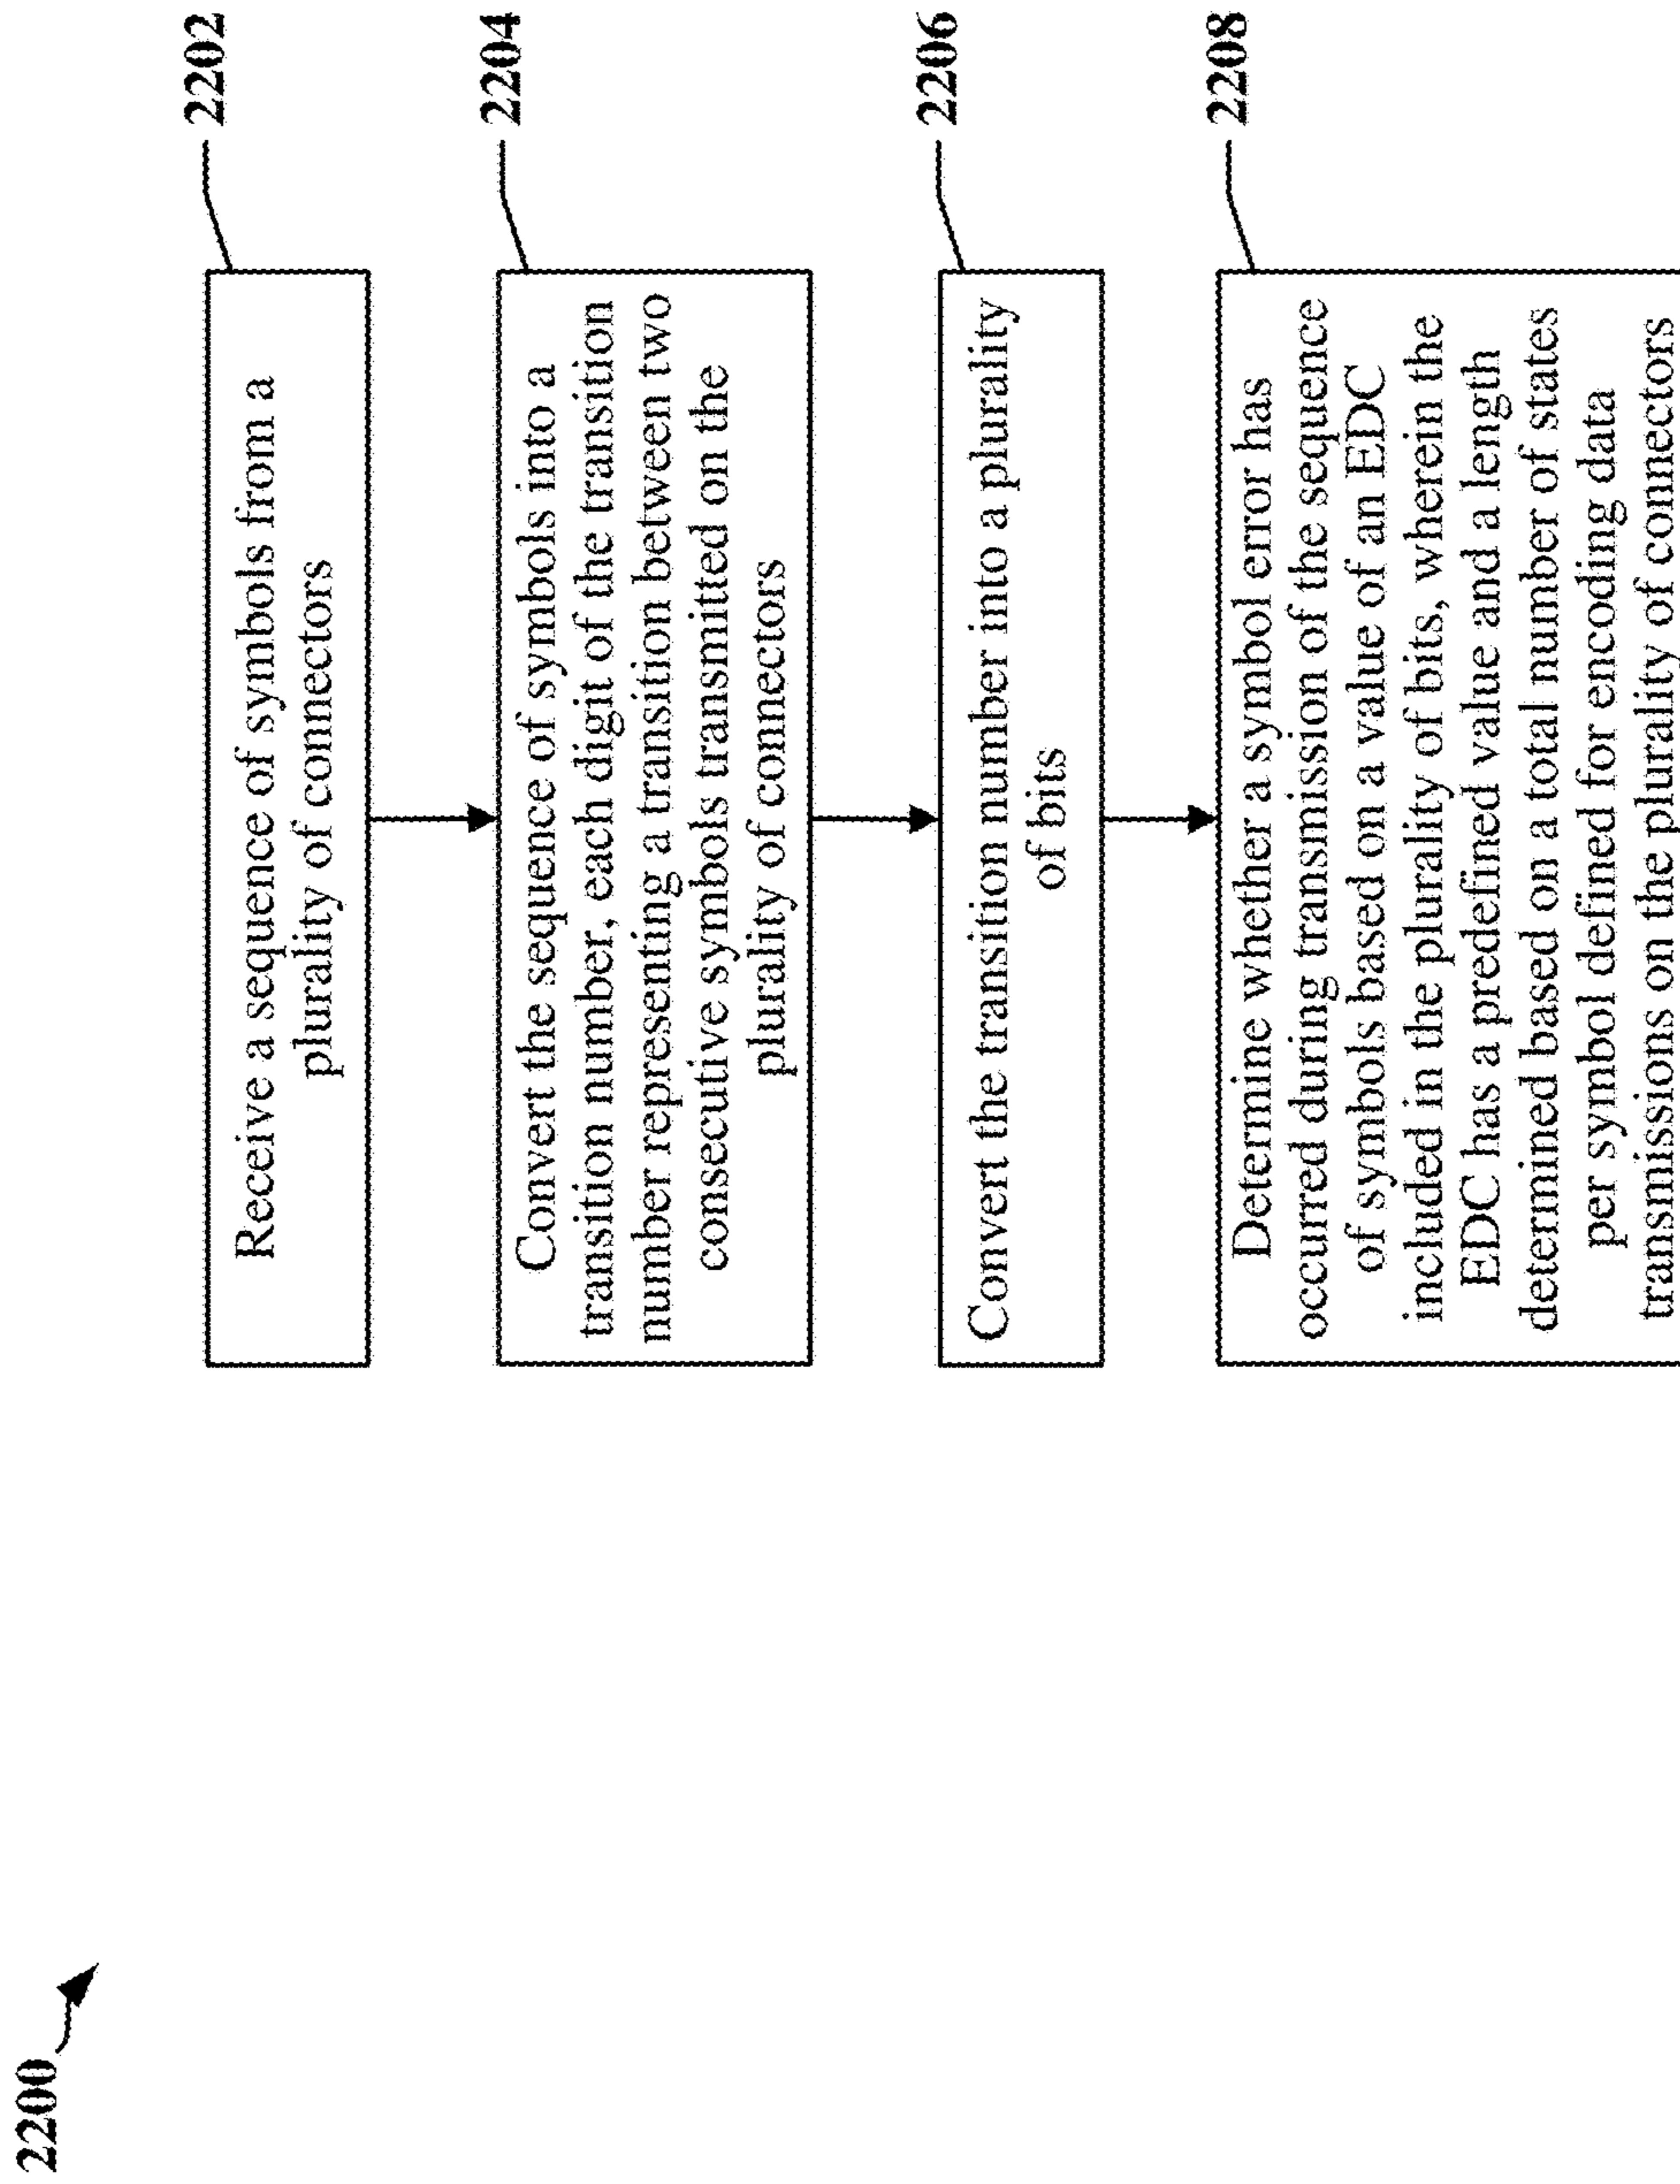 2200
2202
Receive a sequence of symbols from a
plurality of connectors
2204
Convert the sequence of symbols into a
transition number, each digit of the transition
number representing a transition between two
consecutive symbols transmitted on the
plurality of connectors
2206
Convert the transition number into a plurality
of bits
2208
Determine whether a symbol error has
occurred during transmission of the sequence
of symbols based on a value of an EDC
included in the plurality of bits, wherein the
EDC has a predefined value and a length
determined based on a total number of states
per symbol defined for encoding data
transmissions on the plurality of connectors